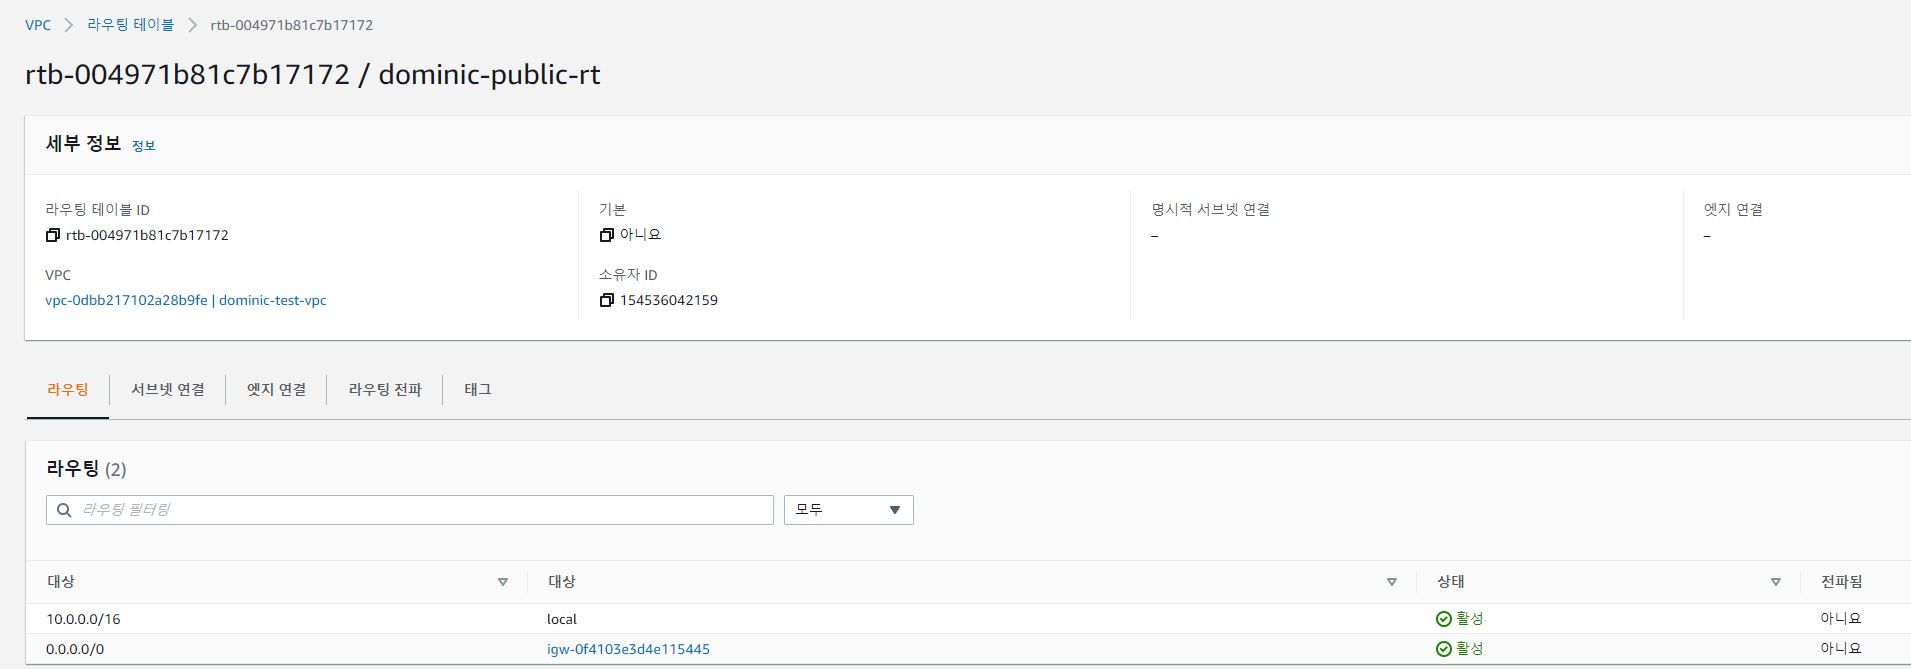 VPC > 라우팅 테이블 > rtb-004971b81c7b17172
rtb-004971b81c7b17172 / dominic-public-rt
세부 정보 정보
라우팅 테이블 ID
rtb-004971b81c7b17172
VPC
vpc-0dbb217102a28b9fe | dominic-test-vpc
기본
아니요
소유자 ID
154536042159
명시적 서브넷 연결
–
엣지 연결
–
라우팅 서브넷 연결 엣지 연결 라우팅 전파 태그
라우팅 (2)
라우팅 필터링 모두
대상 대상 상태 전파됨
10.0.0.0/16 local 활성 아니요
0.0.0.0/0 igw-0f4103e3d4e115445 활성 아니요